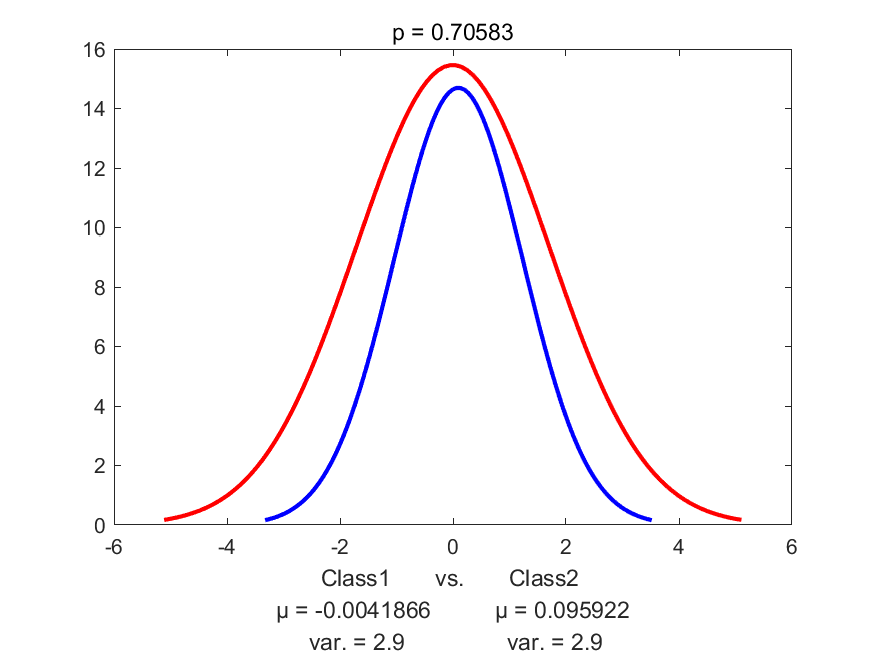 p = 0.70583
16
14
12
10
8
6
4
2
0
-6 -4 -2 0 2 4 6
Class1 vs. Class2
µ = -0.0041866 µ = 0.095922
var. = 2.9 var. = 2.9